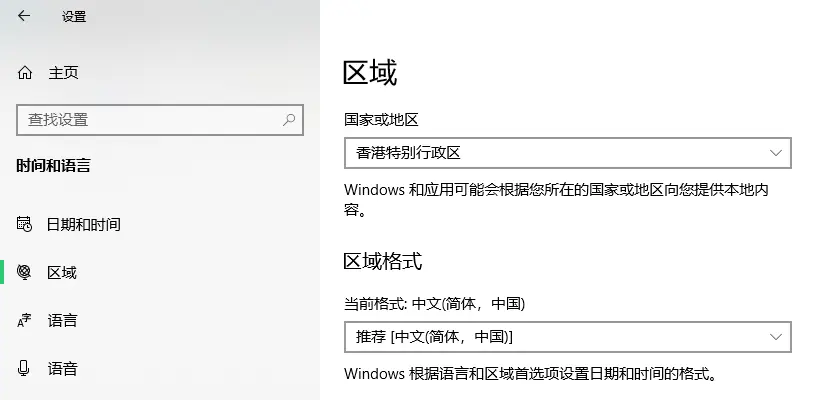 设置
主页
查找设置
时间和语言
日期和时间
区域
语言
语音
区域
国家或地区
香港特别行政区
Windows 和应用可能会根据您所在的国家或地区向您提供本地内
容。
区域格式
当前格式: 中文(简体，中国)
推荐 [中文(简体，中国)]
Windows 根据语言和区域首选项设置日期和时间的格式。